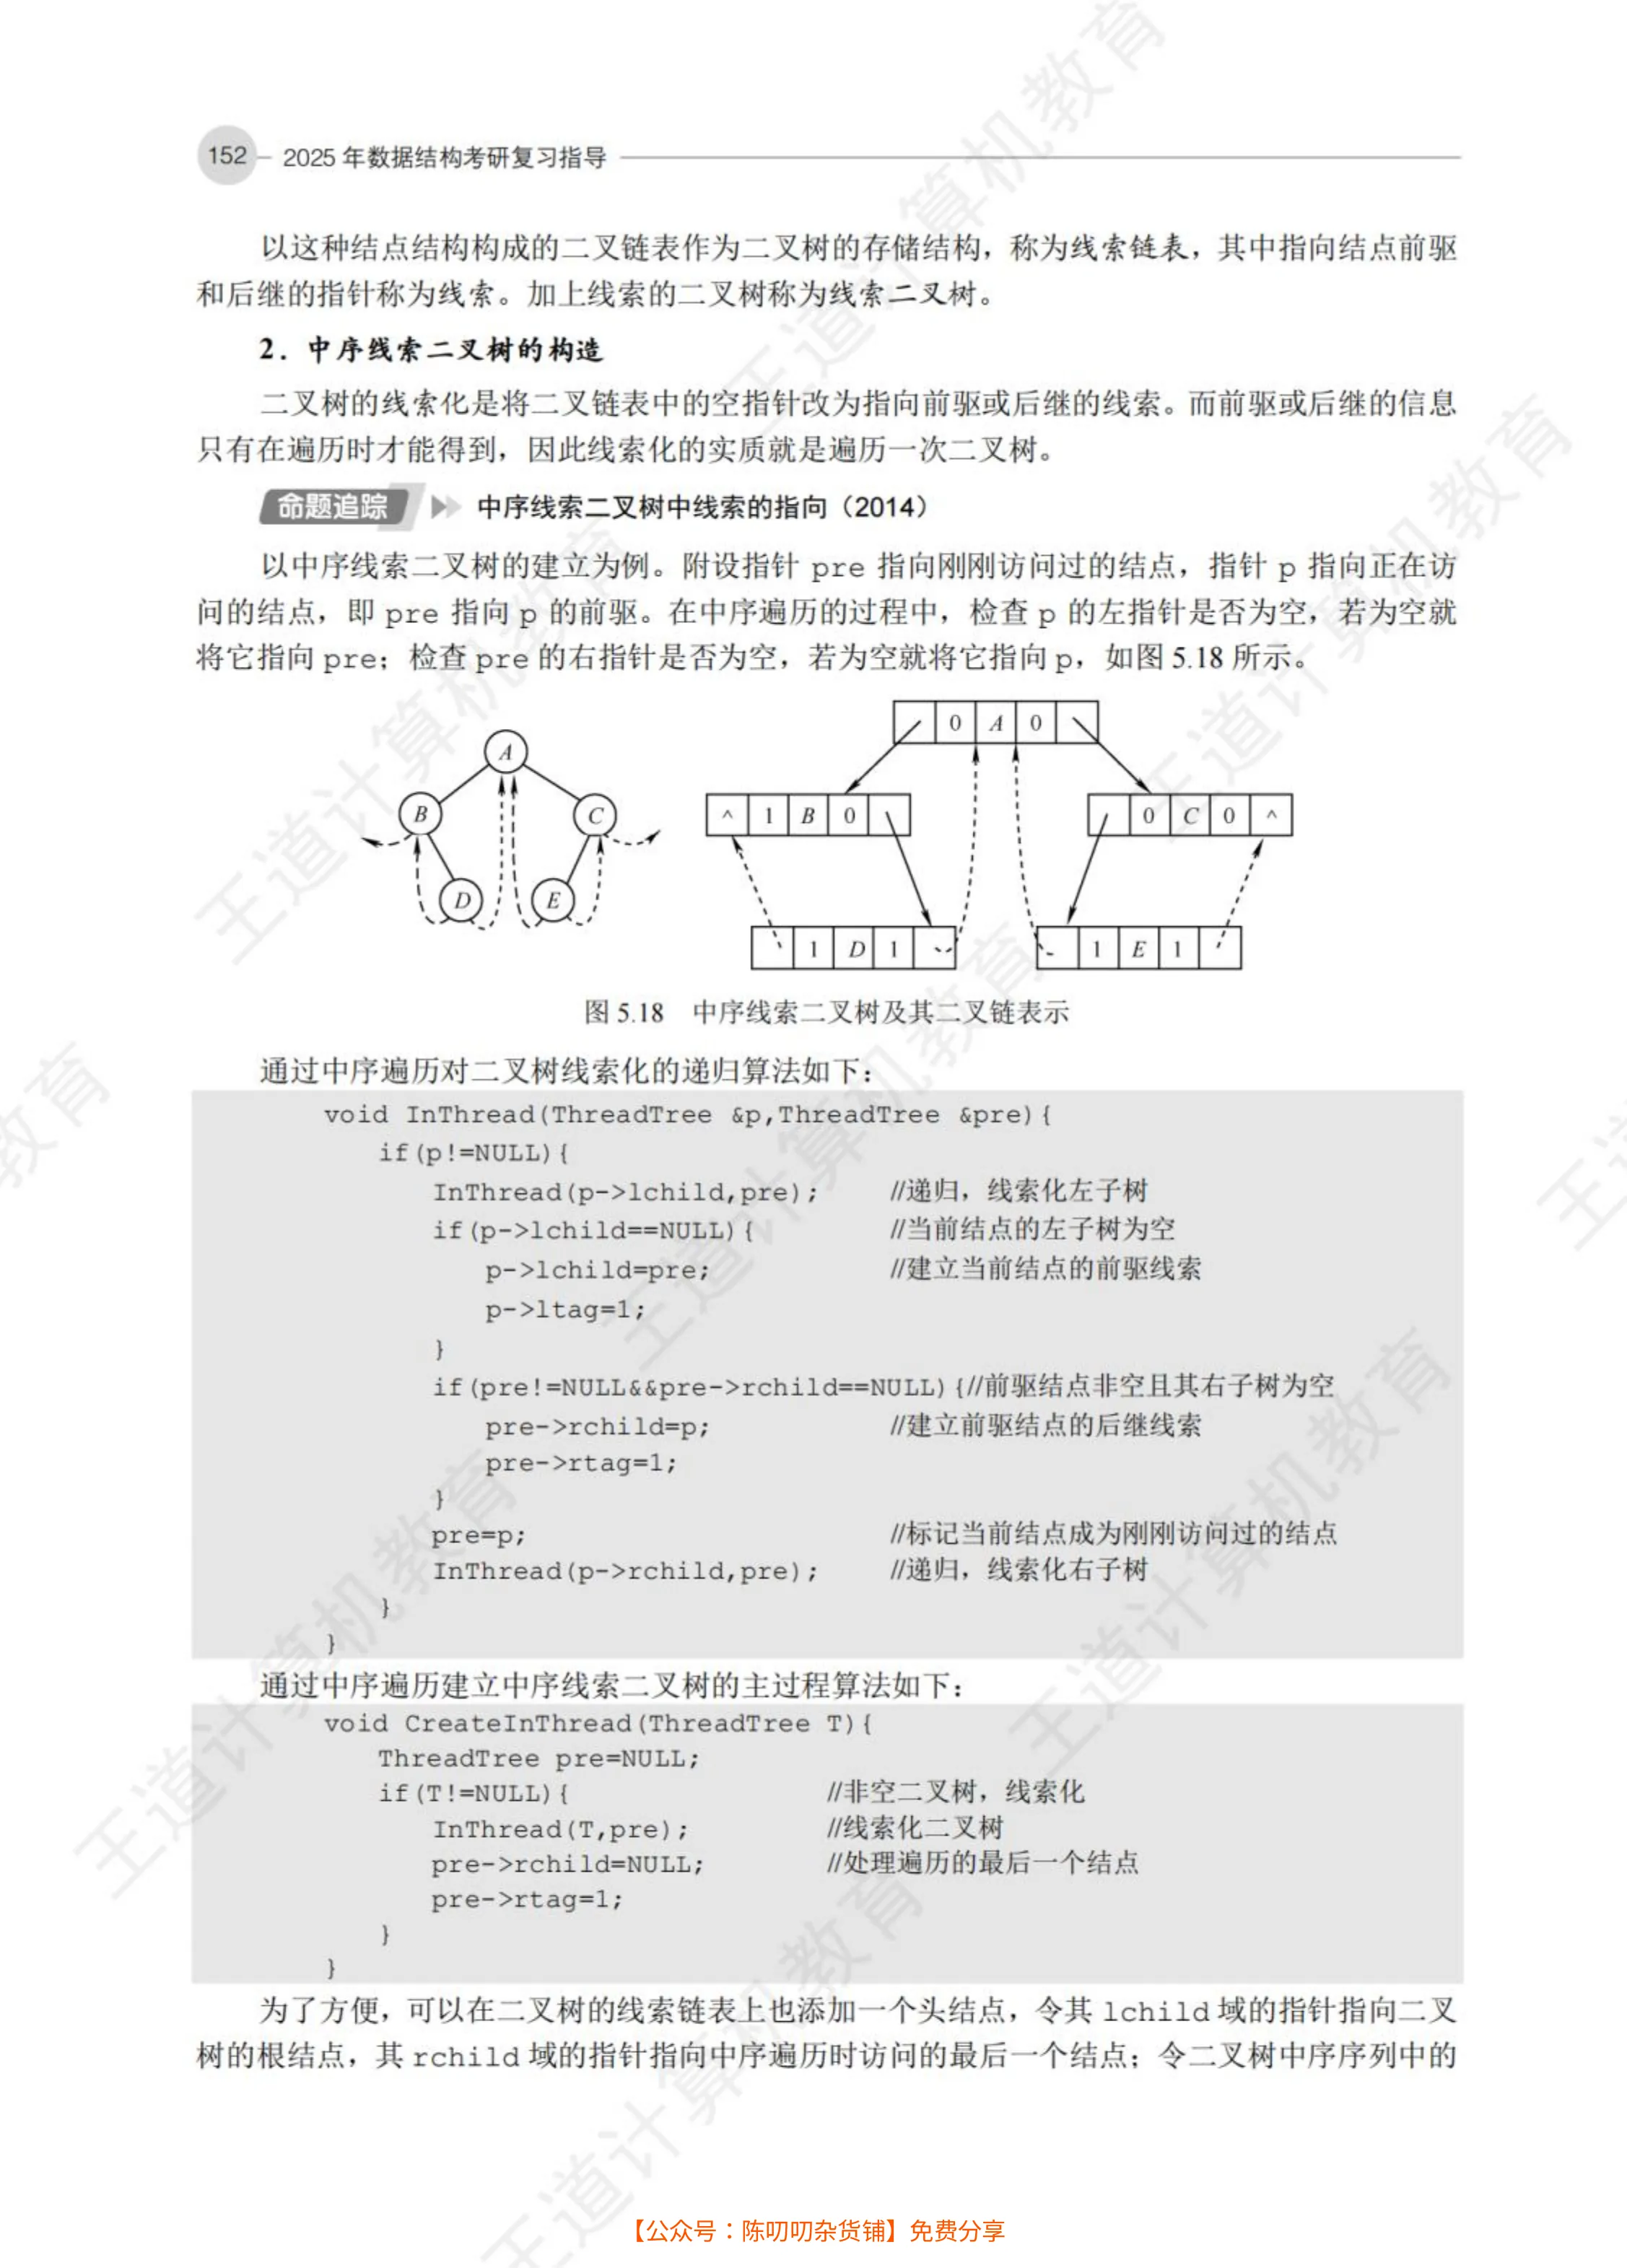 152 2025 年数据结构考研复习指导
以这种结点结构构成的二叉链表作为二叉树的存储结构，称为线索链表，其中指向结点前驱
和后继的指针称为线索。加上线索的二叉树称为线索二叉树。
2．中序线索二叉树的构造
二叉树的线索化是将二叉链表中的空指针改为指向前驱或后继的线索。而前驱或后继的信息
只有在遍历时才能得到，因此线索化的实质就是遍历一次二叉树。
命题追踪 中序线索二叉树中线索的指向（2014）
以中序线索二叉树的建立为例。附设指针 pre 指向刚刚访问过的结点，指针 p 指向正在访
问的结点，即 pre 指向 p 的前驱。在中序遍历的过程中，检查 p 的左指针是否为空，若为空就
将它指向 pre；检查 pre 的右指针是否为空，若为空就将它指向 p，如图 5.18 所示。
A
B C
D E
0 A 0
^ 1 B 0
0 C 0 ^
1 D 1
1 E 1
图 5.18 中序线索二叉树及其二叉链表示
通过中序遍历对二叉树线索化的递归算法如下：
void InThread(ThreadTree &p,ThreadTree &pre){
if(p!=NULL){
InThread(p->lchild,pre); //递归，线索化左子树
if(p->lchild==NULL){ //当前结点的左子树为空
p->lchild=pre; //建立当前结点的前驱线索
p->ltag=1;
}
if(pre!=NULL&&pre->rchild==NULL){//前驱结点非空且其右子树为空
pre->rchild=p; //建立前驱结点的后继线索
pre->rtag=1;
}
pre=p; //标记当前结点成为刚刚访问过的结点
InThread(p->rchild,pre); //递归，线索化右子树
}
}
通过中序遍历建立中序线索二叉树的主过程算法如下：
void CreateInThread(ThreadTree T){
ThreadTree pre=NULL;
if(T!=NULL){ //非空二叉树，线索化
InThread(T,pre); //线索化二叉树
pre->rchild=NULL; //处理遍历的最后一个结点
pre->rtag=1;
}
}
为了方便，可以在二叉树的线索链表上也添加一个头结点，令其 lchild 域的指针指向二叉
树的根结点，其 rchild 域的指针指向中序遍历时访问的最后一个结点；令二叉树中序序列中的
【公众号：陈叨叨杂货铺】免费分享
王道计算机教育